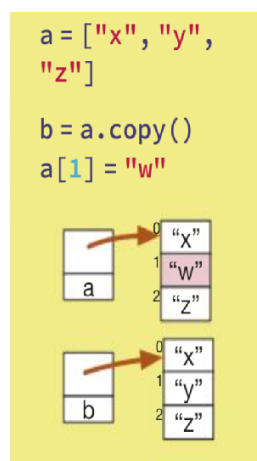 a = ["x", "y",
"z"]
b = a.copy()
a[1] = "w"
0 “x”
1 “w”
a
2 “z”
0 “x”
1 “y”
b
2 “z”